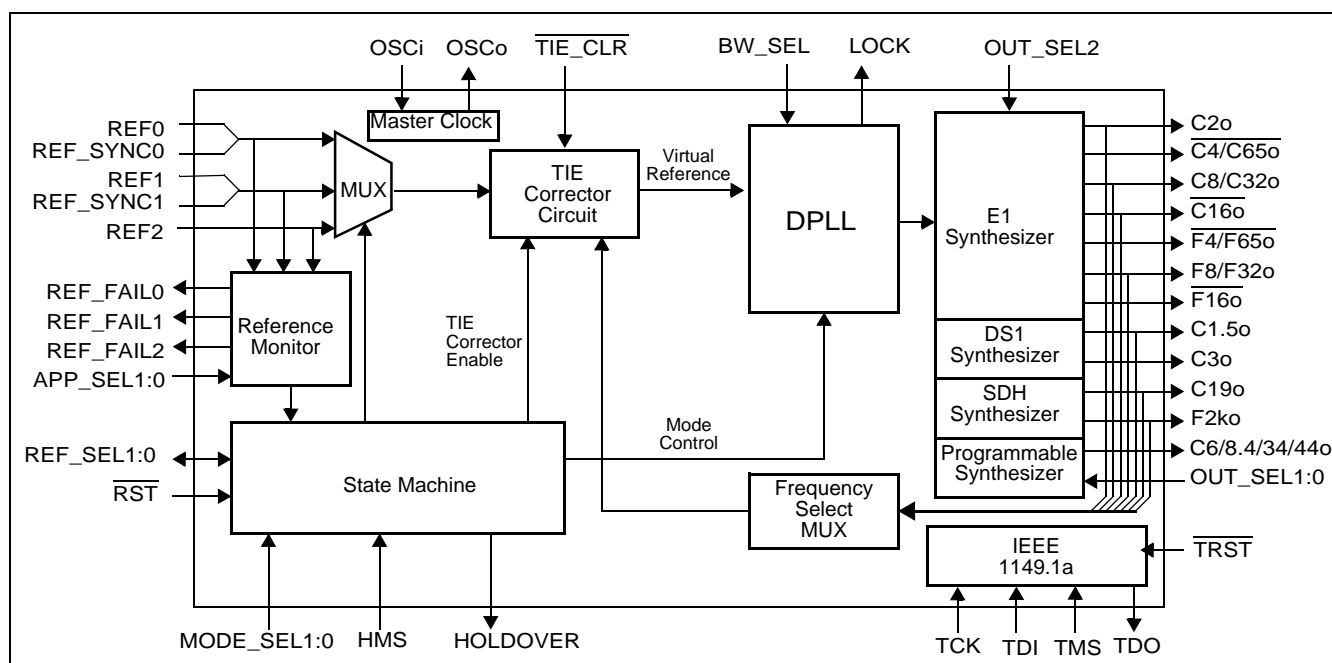 OSCi
OSCo
TIE_CLR
BW_SEL
LOCK
OUT_SEL2
REF0
REF_SYNC0
REF1
REF_SYNC1
REF2
REF_FAIL0
REF_FAIL1
REF_FAIL2
APP_SEL1:0
REF_SEL1:0
RST
Master Clock
MUX
TIE
Corrector
Circuit
Virtual
Reference
DPLL
E1
Synthesizer
DS1
Synthesizer
SDH
Synthesizer
Programmable
Synthesizer
C2o
C4/C65o
C8/C32o
C16o
F4/F65o
F8/F32o
F16o
C1.5o
C3o
C19o
F2ko
C6/8.4/34/44o
OUT_SEL1:0
Reference
Monitor
TIE
Corrector
Enable
Mode
Control
State Machine
Frequency
Select
MUX
IEEE
1149.1a
TRST
MODE_SEL1:0
HMS
HOLDOVER
TCK
TDI
TMS
TDO